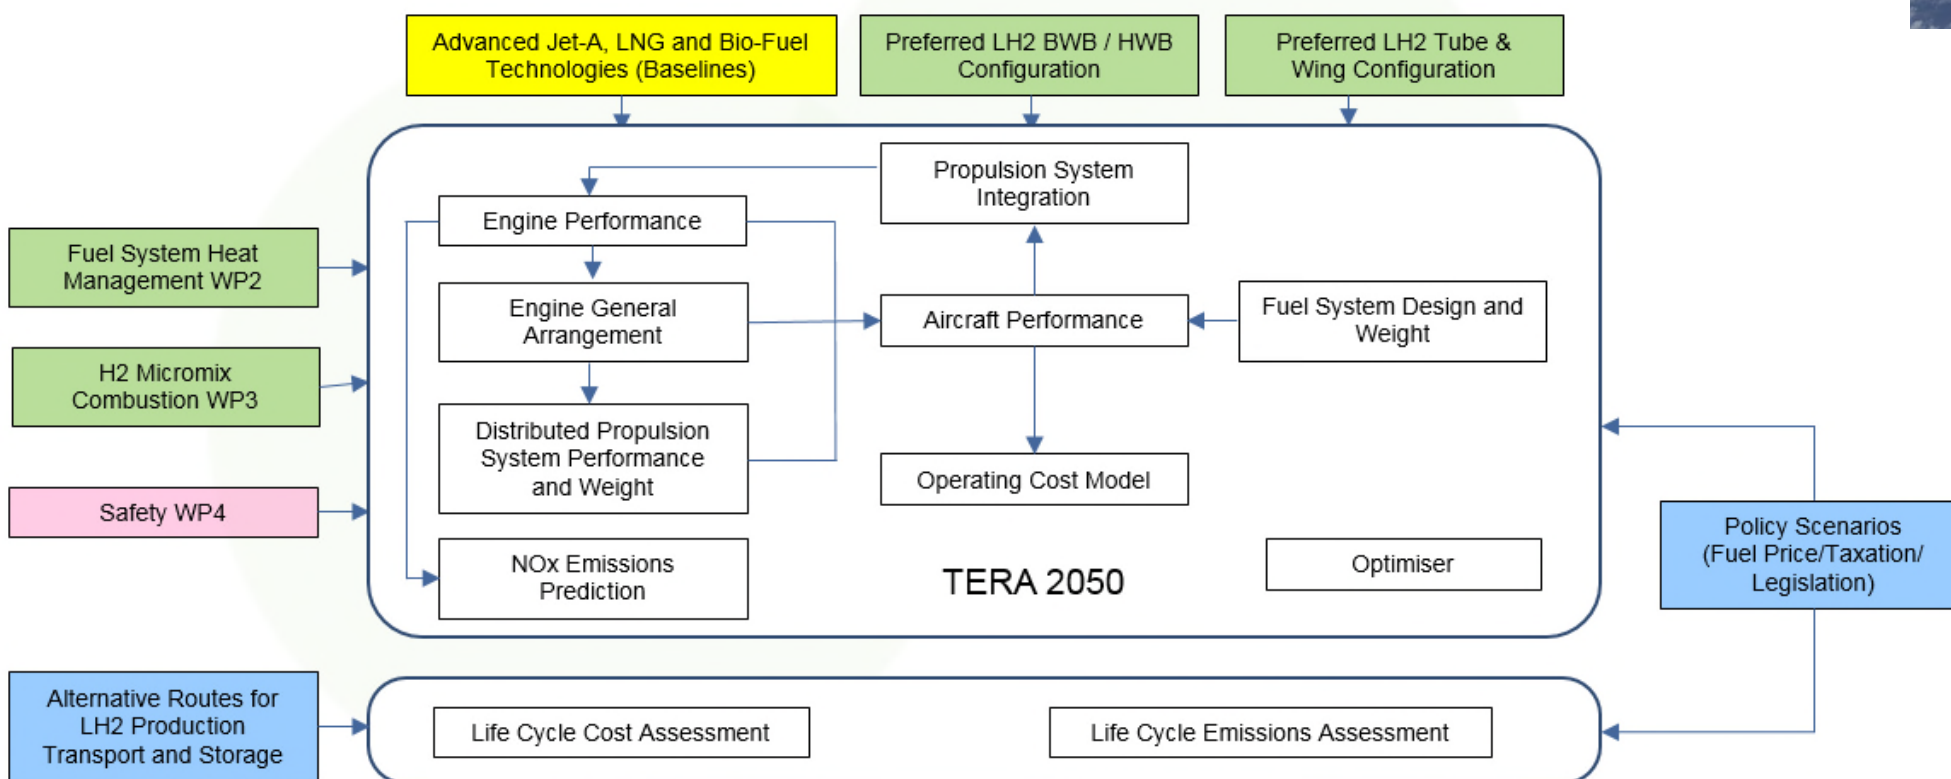 Advanced Jet-A, LNG and Bio-Fuel
Technologies (Baselines)
Preferred LH2 BWB / HWB
Configuration
Preferred LH2 Tube &
Wing Configuration
Propulsion System
Integration
Engine Performance
Fuel System Heat
Management WP2
Engine General
Arrangement
Aircraft Performance
Fuel System Design and
Weight
H2 Micromix
Combustion WP3
Distributed Propulsion
System Performance
and Weight
Operating Cost Model
Safety WP4
Policy Scenarios
(Fuel Price/Taxation/
Legislation)
NOx Emissions
Prediction
TERA 2050
Optimiser
Alternative Routes for
LH2 Production
Transport and Storage
Life Cycle Cost Assessment
Life Cycle Emissions Assessment